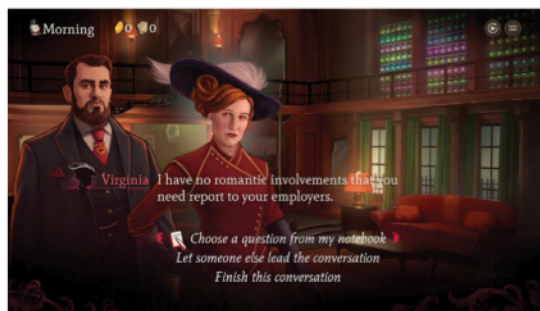 Morning 0 0
Virginia I have no romantic involvements that you
need report to your employers.
Choose a question from my notebook
Let someone else lead the conversation
Finish this conversation